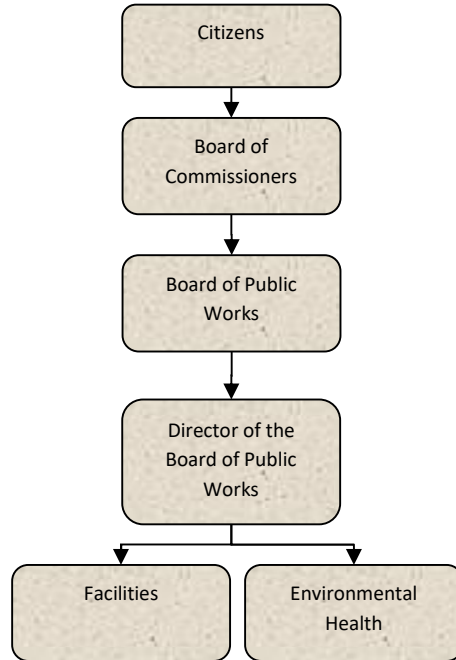 Citizens
Board of
Commissioners
Board of Public
Works
Director of the
Board of Public
Works
Facilities
Environmental
Health